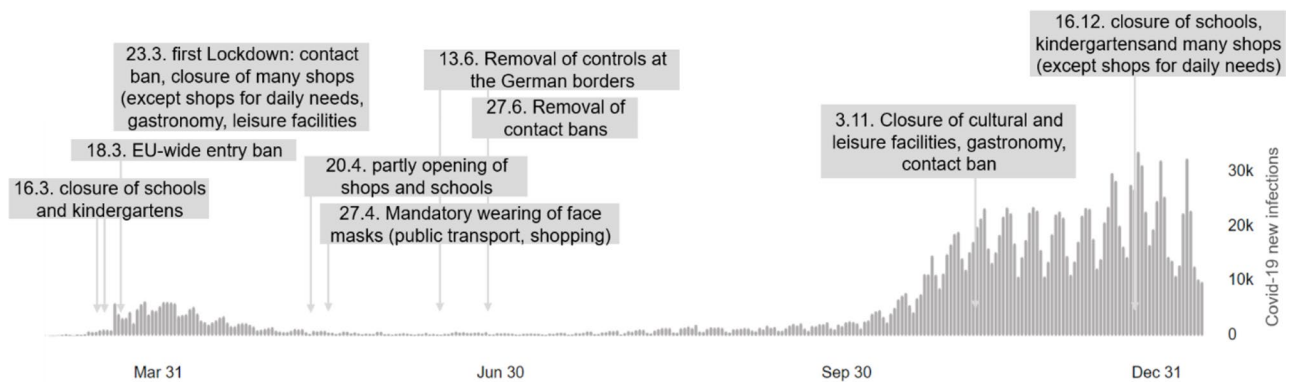 16.12. closure of schools,
kindergartensand many shops
(except shops for daily needs)
23.3. first Lockdown: contact
ban, closure of many shops
(except shops for daily needs,
gastronomy, leisure facilities
13.6. Removal of controls at
the German borders
27.6. Removal of
contact bans
3.11. Closure of cultural and
leisure facilities, gastronomy,
contact ban
18.3. EU-wide entry ban
20.4. partly opening of
shops and schools
16.3. closure of schools
and kindergartens
27.4. Mandatory wearing of face
masks (public transport, shopping)
30k
20k
10k
0
Covid-19 new infections
Mar 31
Jun 30
Sep 30
Dec 31